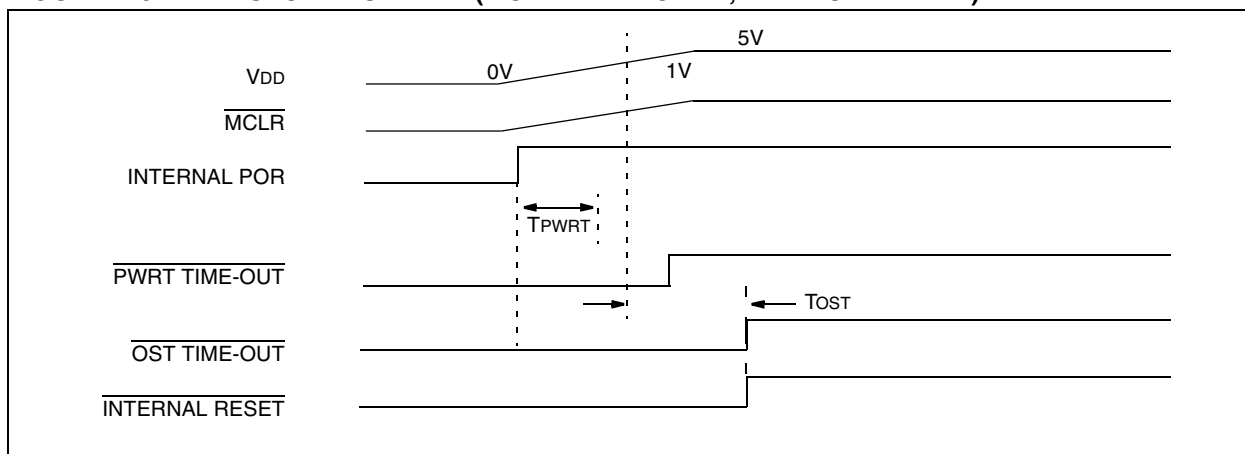 5V
VDD
0V
1V
MCLR
INTERNAL POR
TPWRT
PWRT TIME-OUT
TOST
OST TIME-OUT
INTERNAL RESET